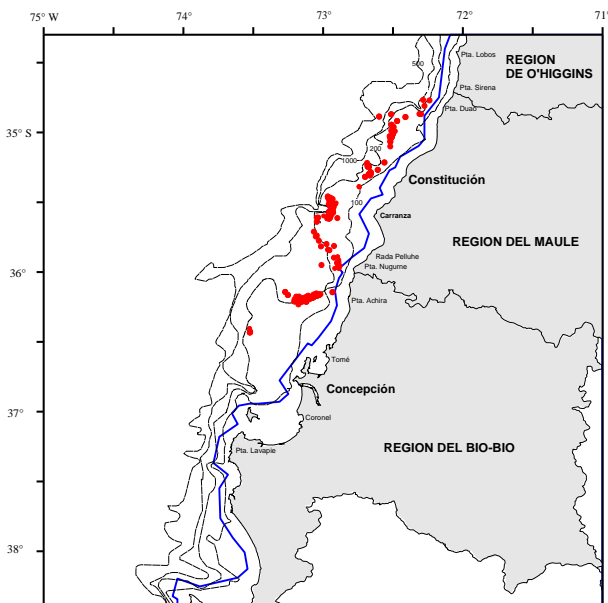 75° W
74°
73°
72°
71°
Pta. Lobos
500
REGION
DE O'HIGGINS
Pta. Sirena
Pta. Duao
35° S
200
1000
Constitución
100
Carranza
REGION DEL MAULE
Rada Pelluhe
Pta. Nugurne
36°
Pta. Achira
Tomé
Concepción
37°
Coronel
REGION DEL BIO-BIO
Pta. Lavapie
38°